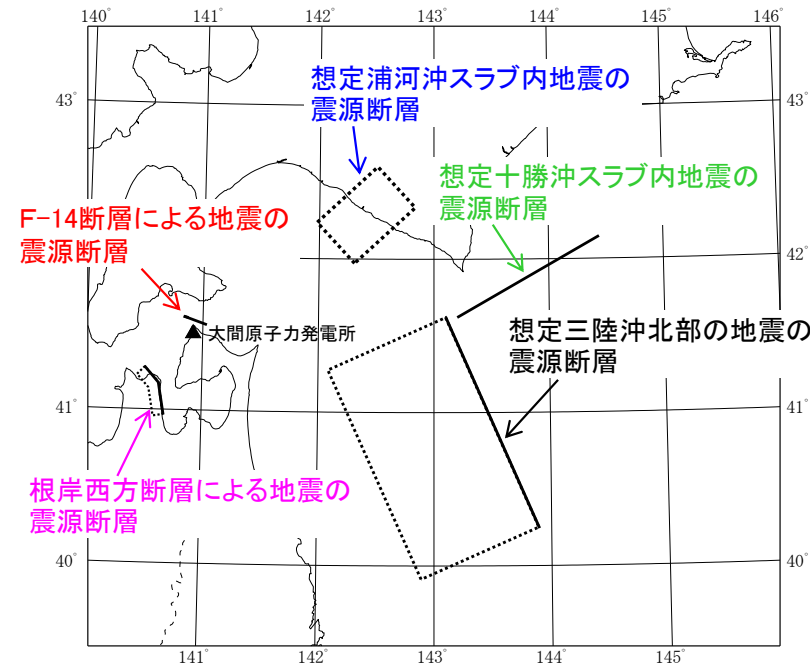 140°
141°
142°
143°
144°
145°
146°
43°
43°
想定浦河沖スラブ内地震の
震源断層
想定十勝沖スラブ内地震の
震源断層
F-14断層による地震の
震源断層
42°
大間原子力発電所
想定三陸沖北部の地震の
震源断層
41°
41°
根岸西方断層による地震の
震源断層
40°
40°
141°
142°
143°
144°
145°